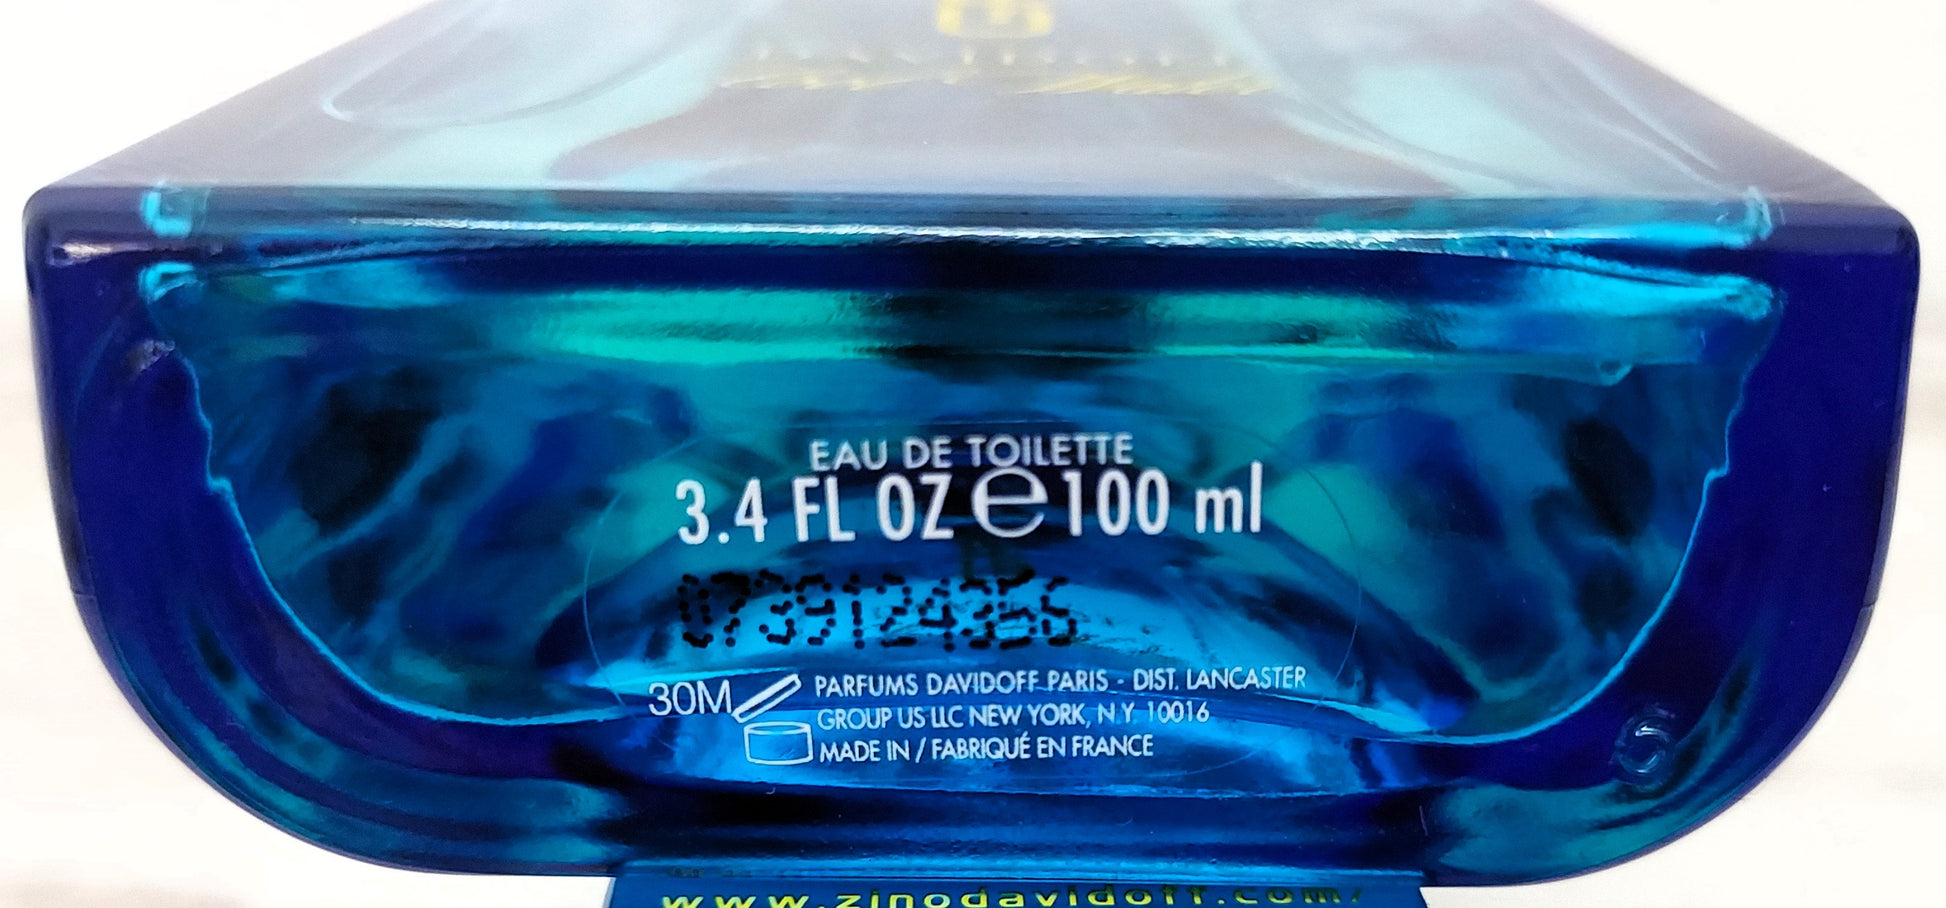 EAU DE TOILETTE
3.4 FL OZ e 100 ml
0739124356
30M
PARFUMS DAVIDOFF PARIS - DIST. LANCASTER
GROUP US LLC NEW YORK, N.Y. 10016
MADE IN / FABRIQUÉ EN FRANCE
www.zinodavidoff.com/